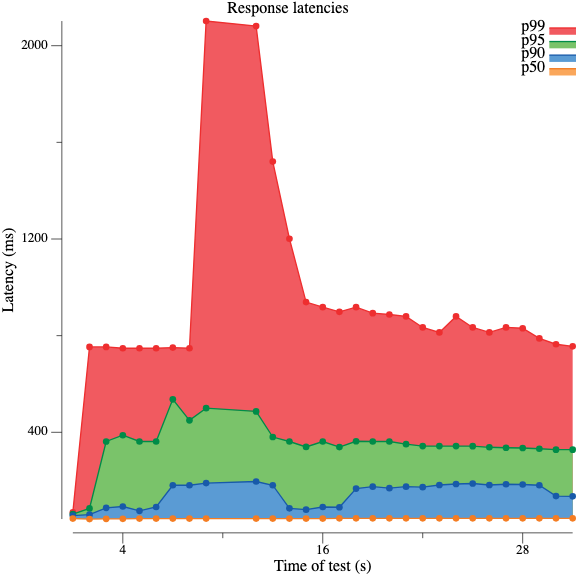 Response latencies
p99
p95
p90
p50
2000
1200
400
Latency (ms)
4
16
28
Time of test (s)